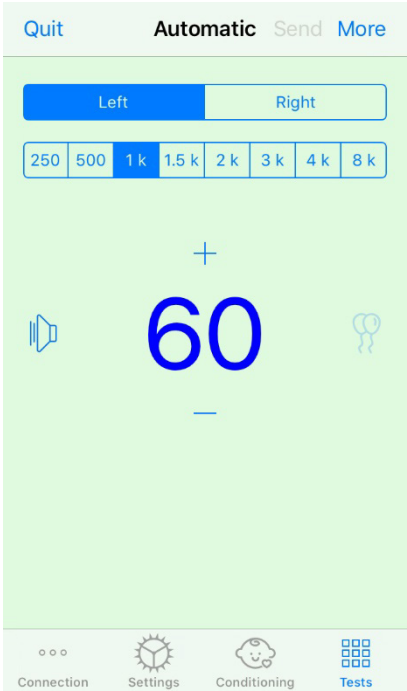 Quit Automatic Send More
Left Right
250 500 1 k 1.5 k 2 k 3 k 4 k 8 k
+
60
—
Connection Settings Conditioning Tests